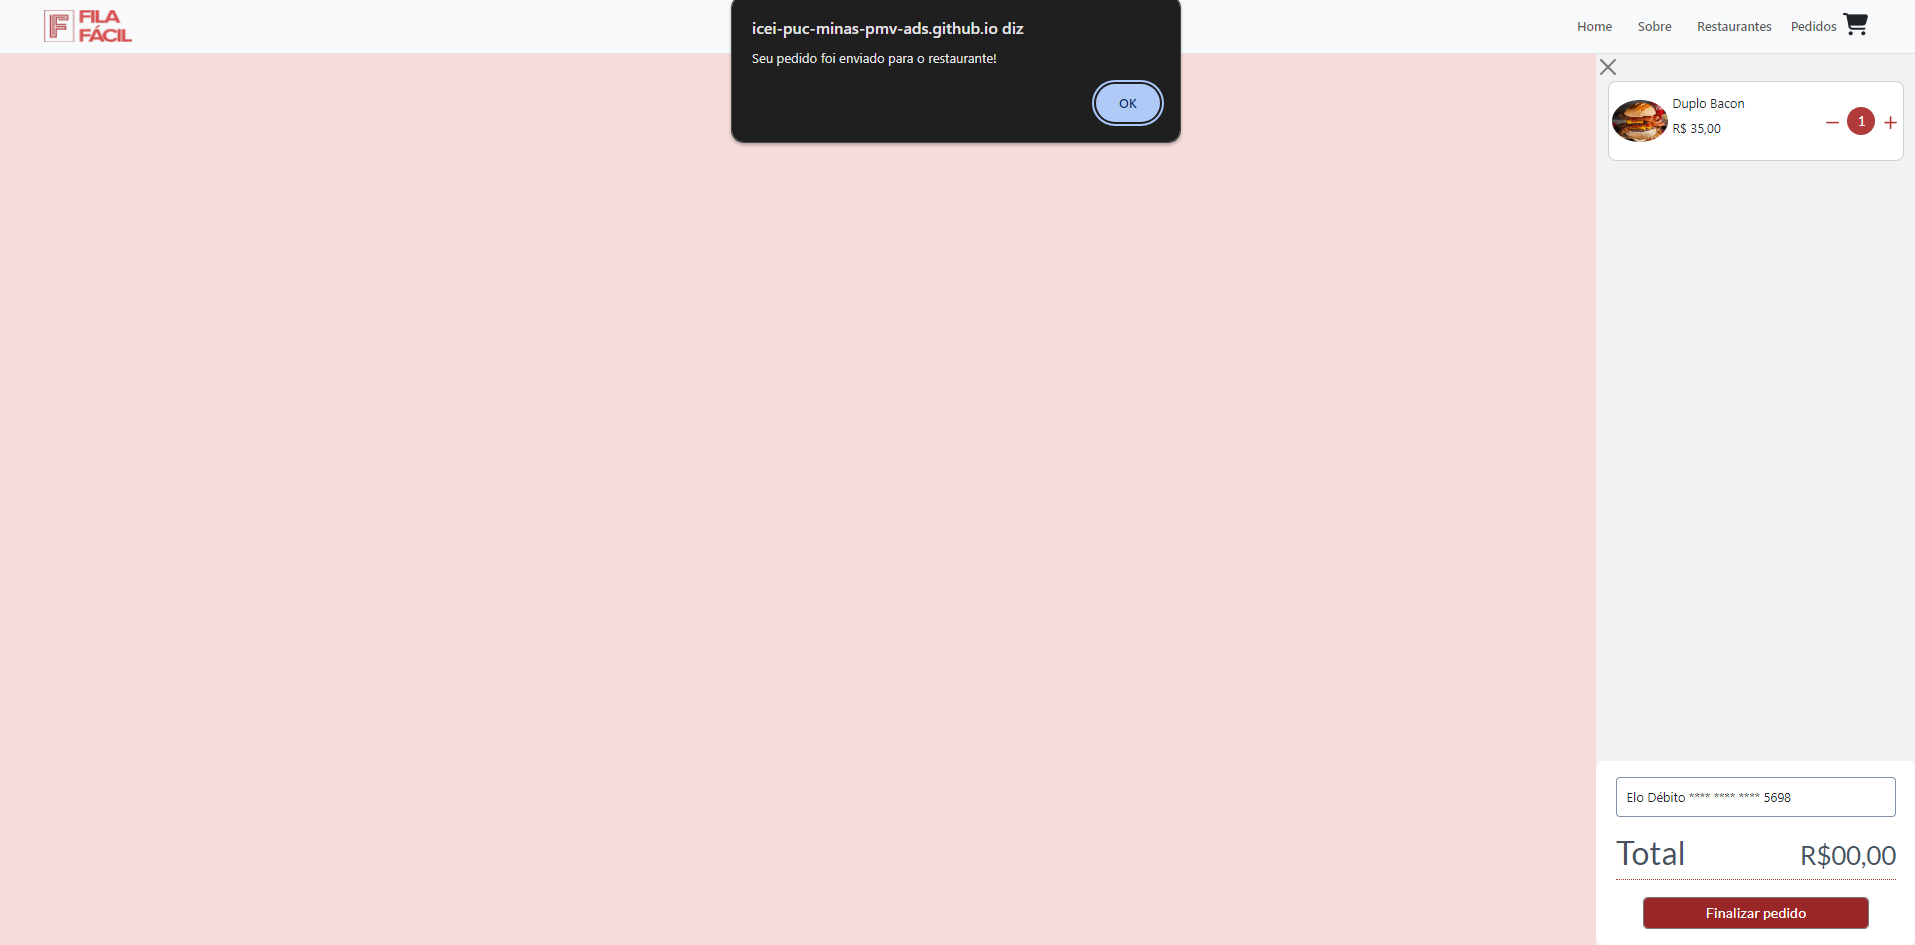 FILA
FÁCIL
icei-puc-minas-pmv-ads.github.io diz
Seu pedido foi enviado para o restaurante!
OK
Home Sobre Restaurantes Pedidos
Duplo Bacon
R$ 35,00
1
Elo Débito **** **** **** 5698
Total R$00,00
Finalizar pedido